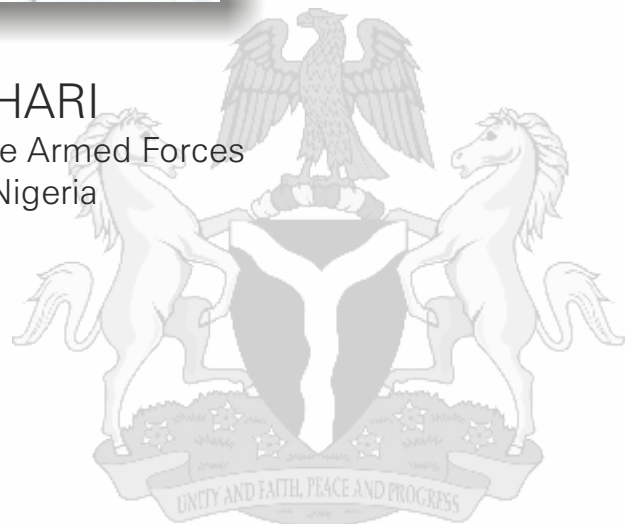 HARI
e Armed Forces
Nigeria
UNITY AND FAITH, PEACE AND PROGRESS